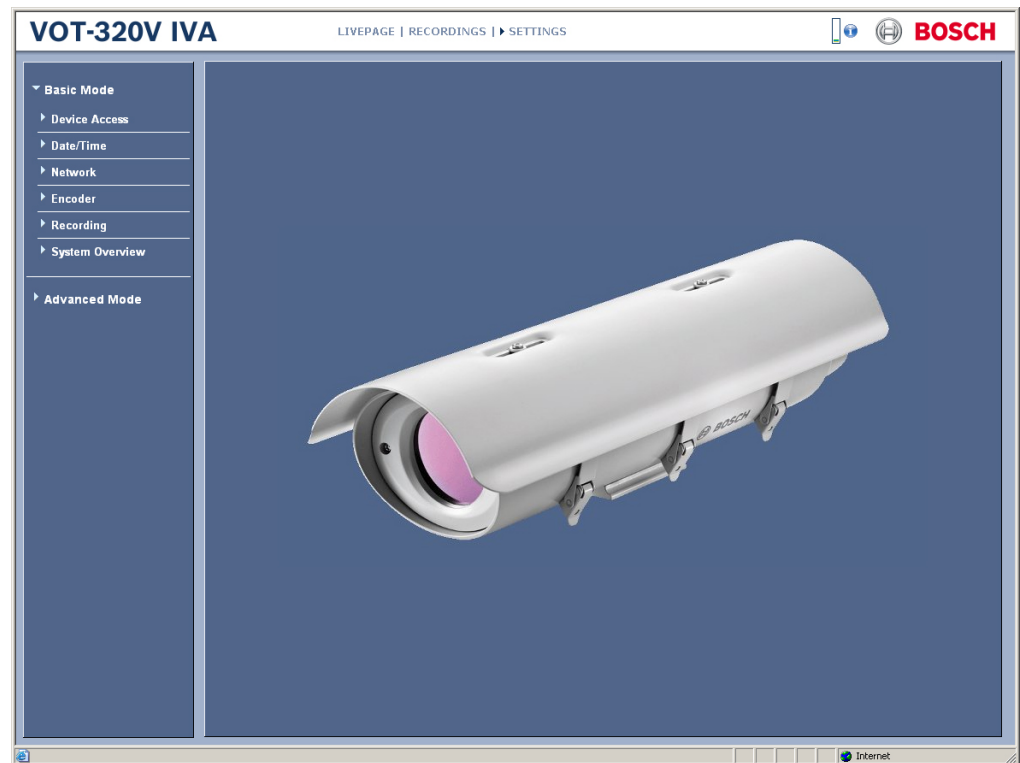 VOT-320V IVA
LIVEPAGE | RECORDINGS | SETTINGS
BOSCH
Basic Mode
Device Access
Date/Time
Network
Encoder
Recording
System Overview
Advanced Mode
BOSCH
Internet